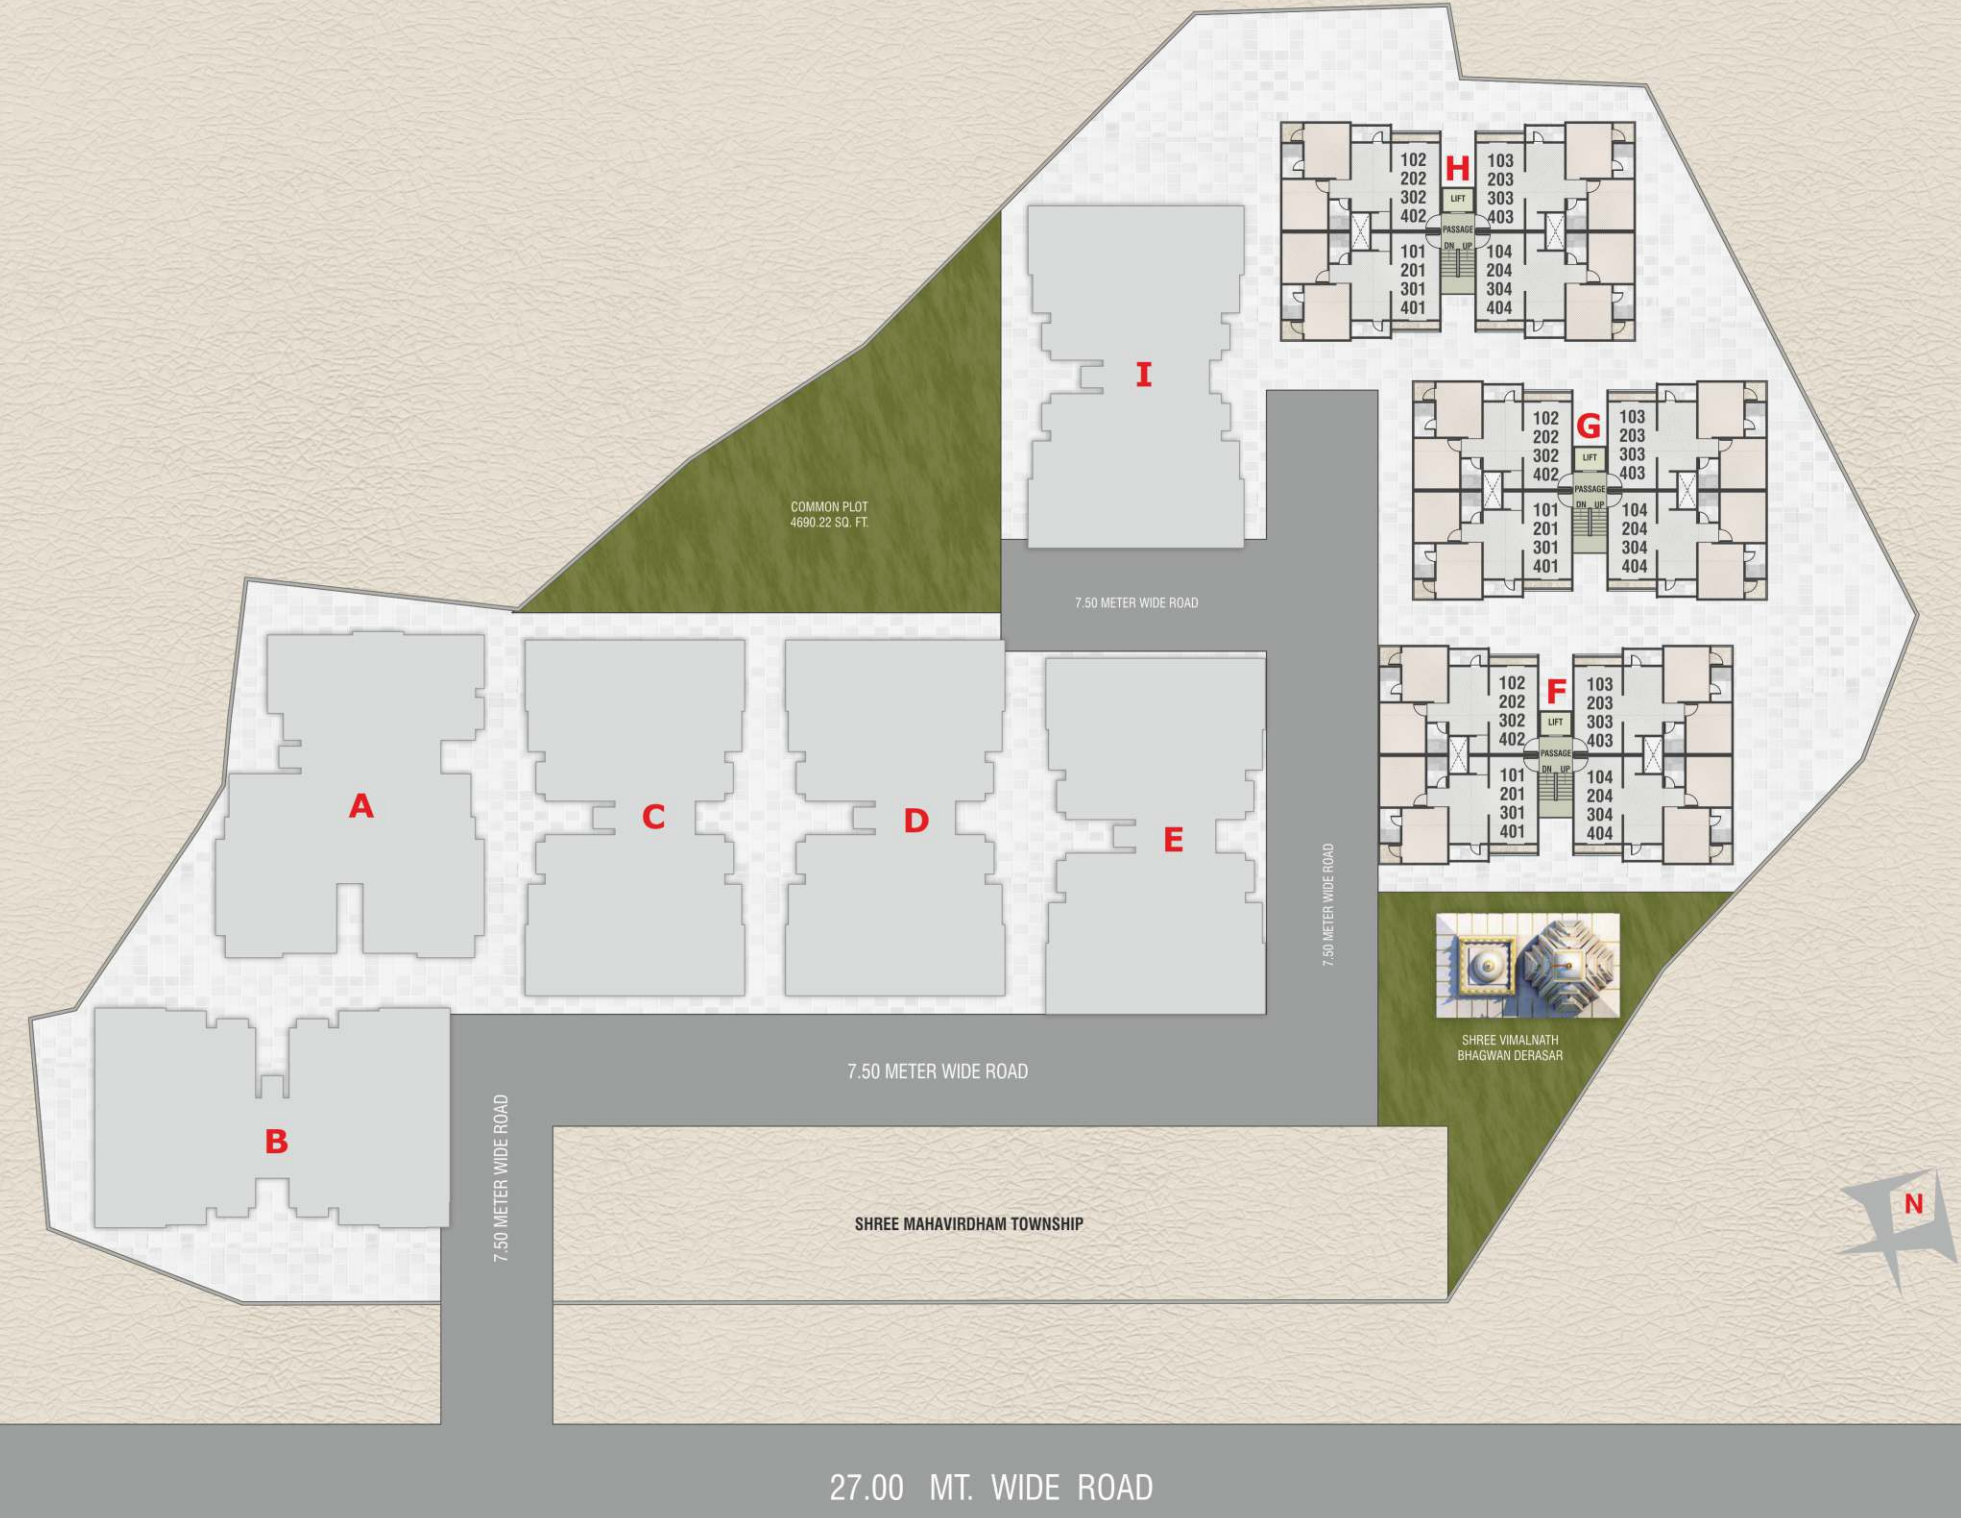 H
102
202
302
402
103
203
303
403
LIFT
PASSAGE
DN UP
101
201
301
401
104
204
304
404
I
G
102
202
302
402
103
203
303
403
LIFT
PASSAGE
DN UP
101
201
301
401
104
204
304
404
COMMON PLOT
4690.22 SQ. FT.
7.50 METER WIDE ROAD
F
102
202
302
402
103
203
303
403
LIFT
PASSAGE
DN UP
101
201
301
401
104
204
304
404
A
C
D
E
7.50 METER WIDE ROAD
SHREE VIMALNATH
BHAGWAN DERASAR
7.50 METER WIDE ROAD
B
7.50 METER WIDE ROAD
SHREE MAHAVIRDHAM TOWNSHIP
N
27.00 MT. WIDE ROAD